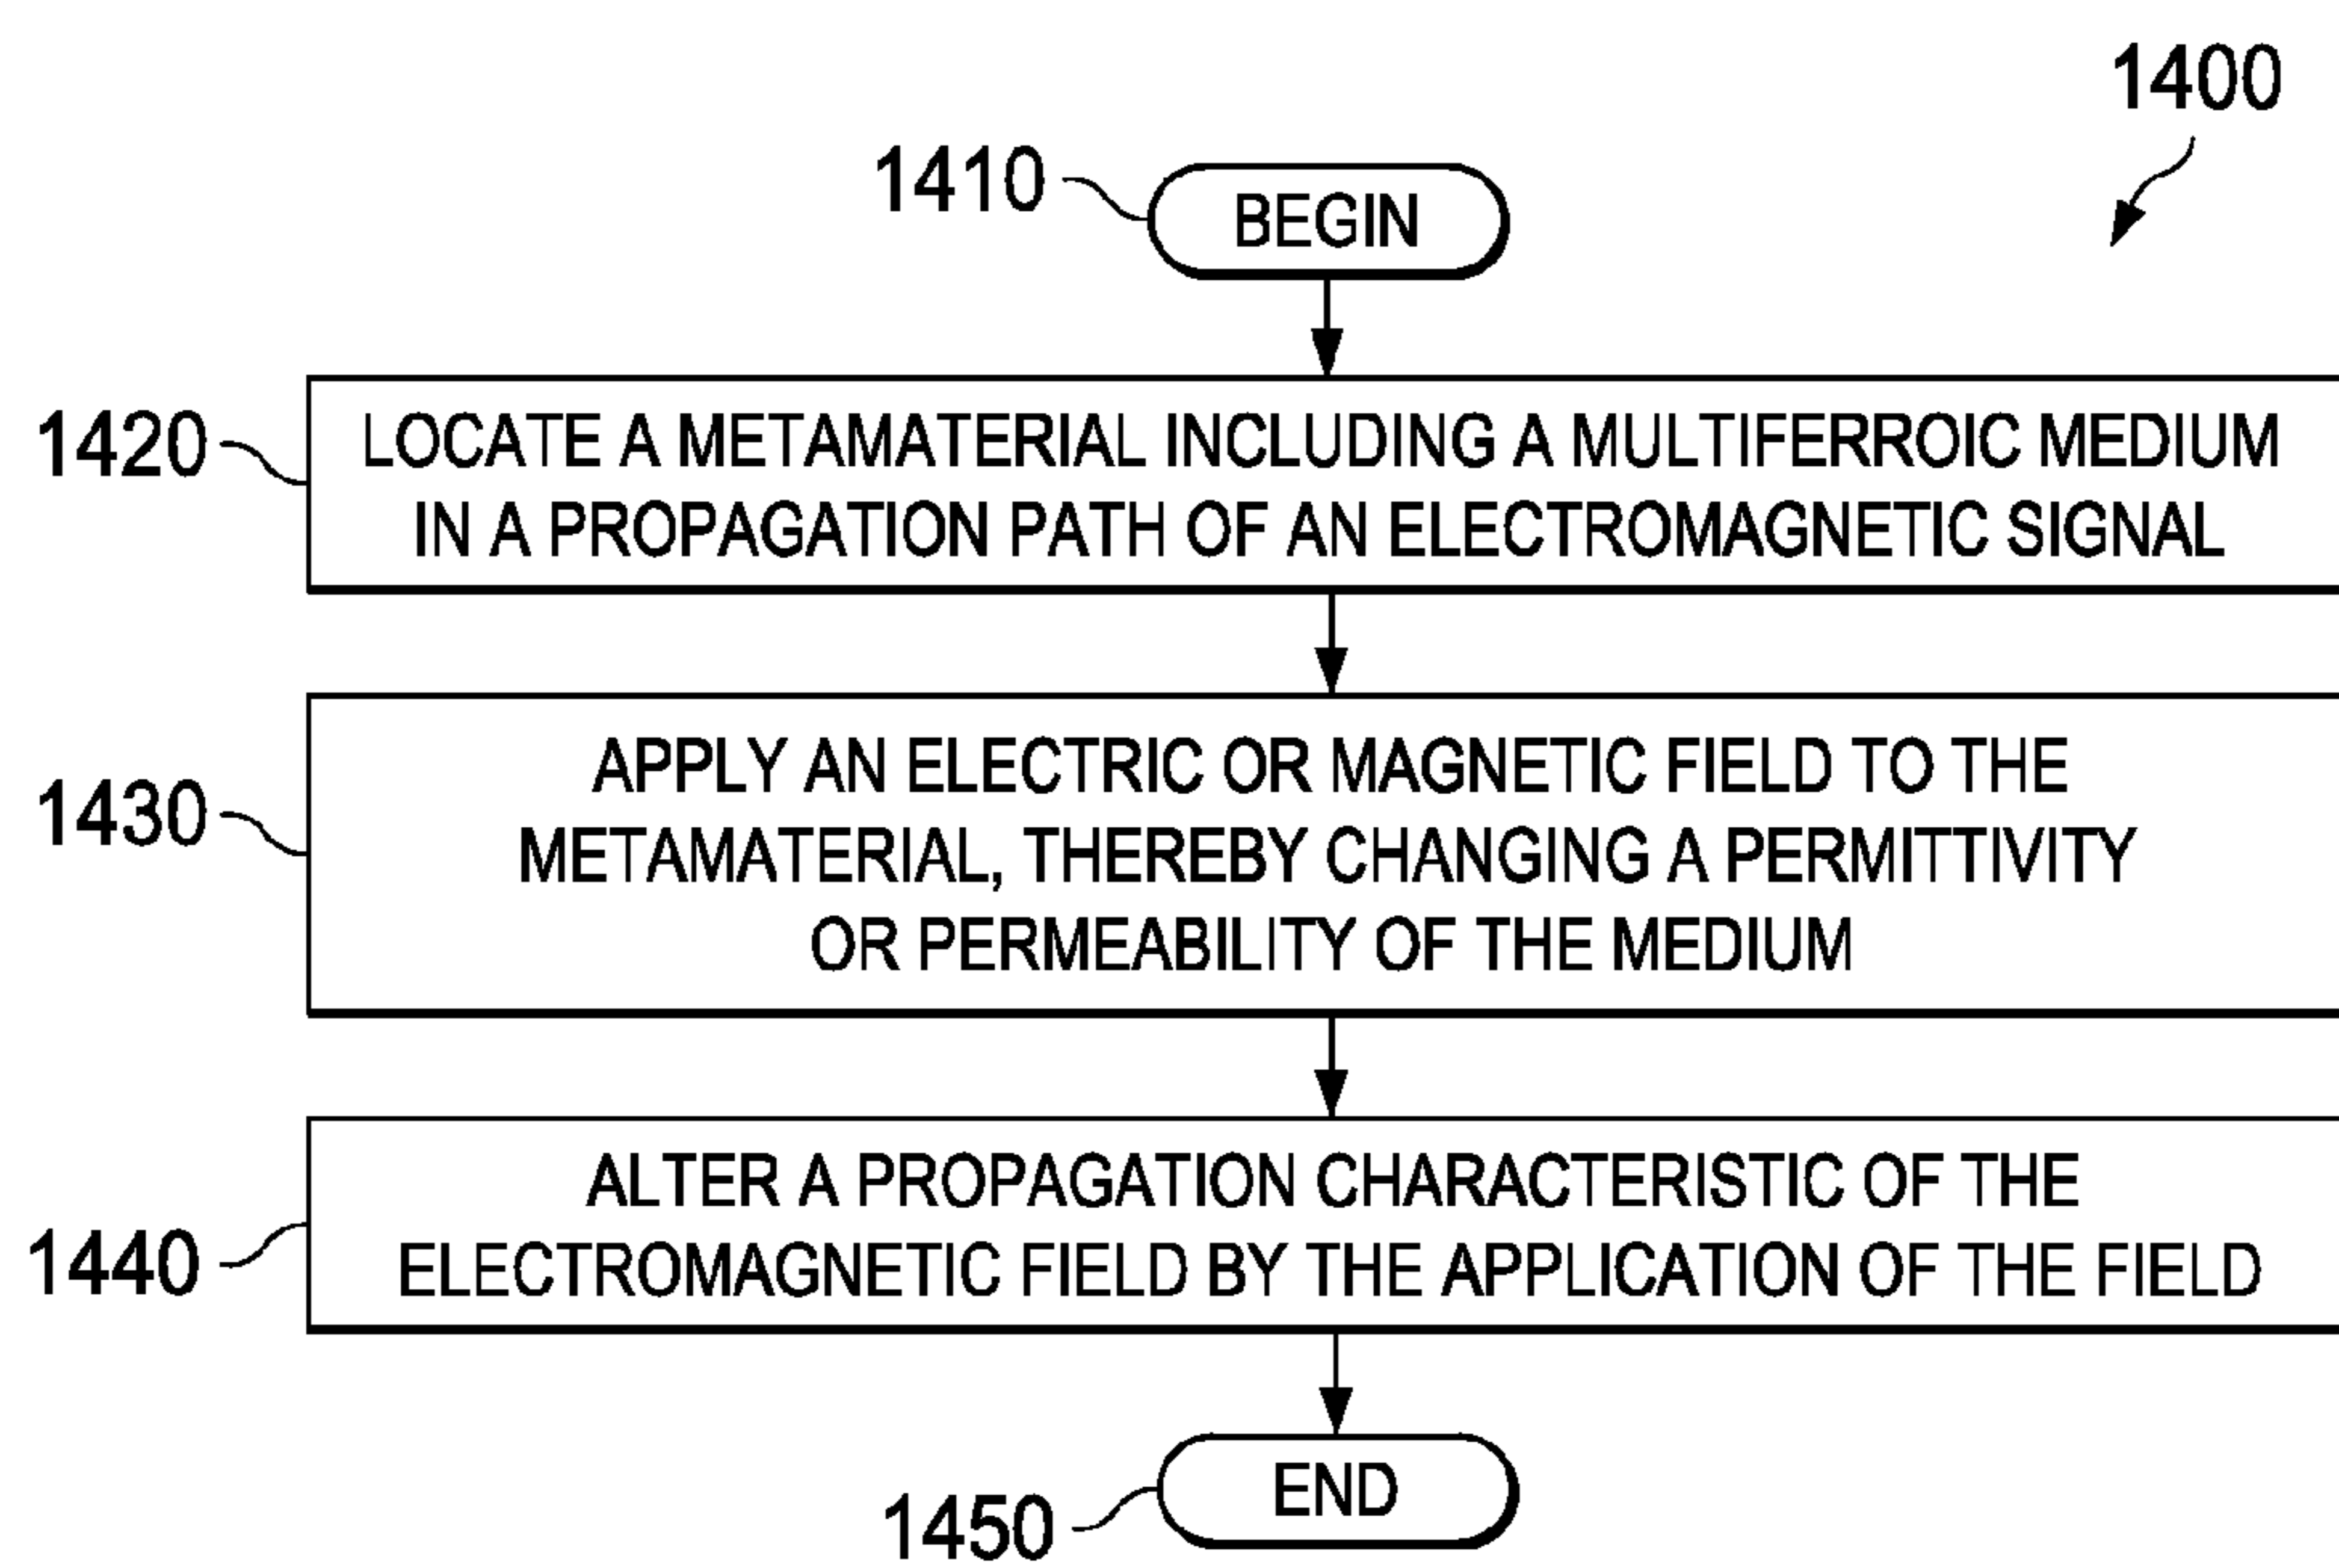 1400
1410
BEGIN
1420
LOCATE A METAMATERIAL INCLUDING A MULTIFERROIC MEDIUM
IN A PROPAGATION PATH OF AN ELECTROMAGNETIC SIGNAL
1430
APPLY AN ELECTRIC OR MAGNETIC FIELD TO THE
METAMATERIAL, THEREBY CHANGING A PERMITTIVITY
OR PERMEABILITY OF THE MEDIUM
1440
ALTER A PROPAGATION CHARACTERISTIC OF THE
ELECTROMAGNETIC FIELD BY THE APPLICATION OF THE FIELD
1450
END